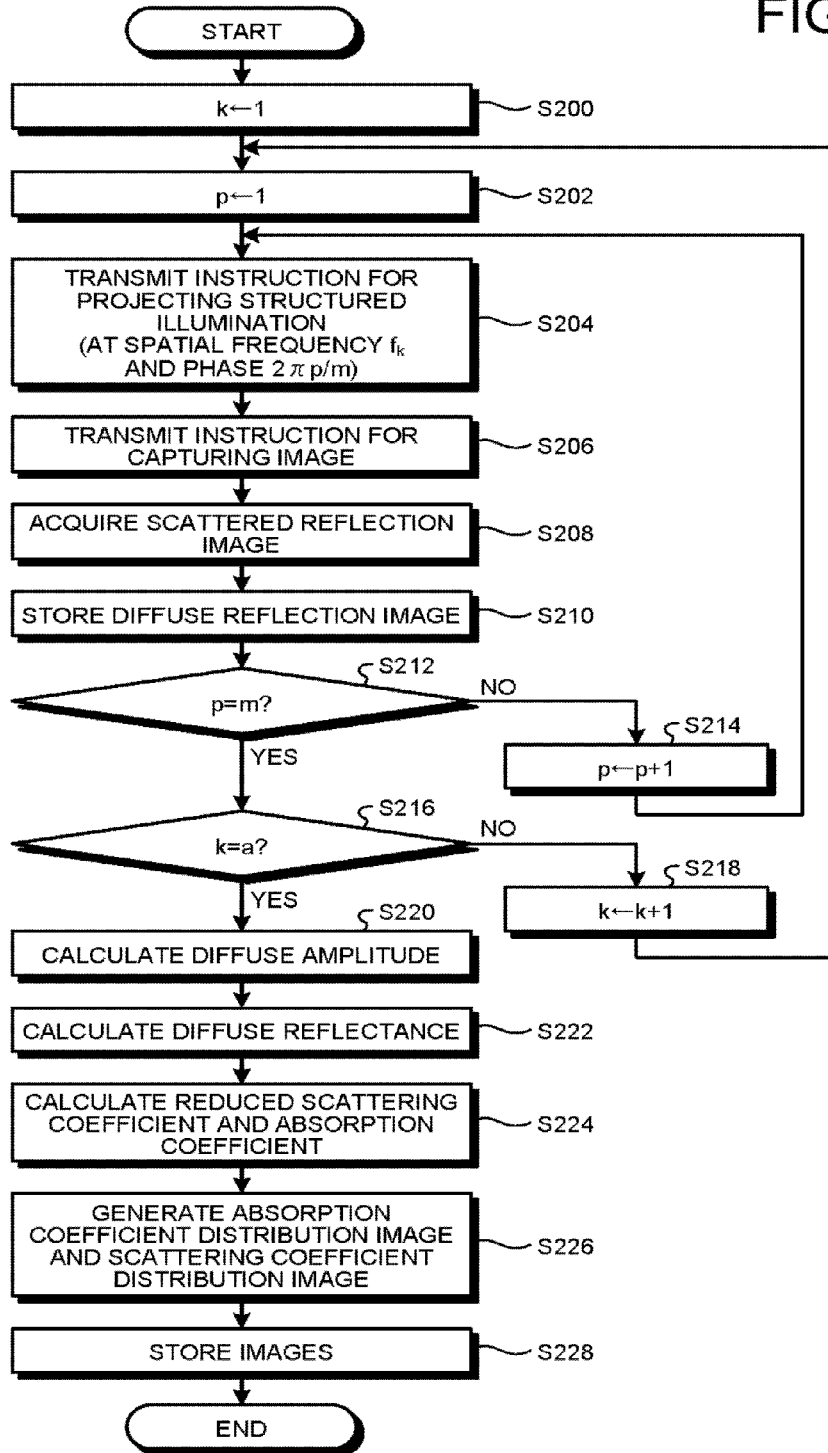 FIG
START
k←1
S200
p←1
S202
TRANSMIT INSTRUCTION FOR
PROJECTING STRUCTURED
ILLUMINATION
(AT SPATIAL FREQUENCY fₖ
AND PHASE 2πp/m)
S204
TRANSMIT INSTRUCTION FOR
CAPTURING IMAGE
S206
ACQUIRE SCATTERED REFLECTION
IMAGE
S208
STORE DIFFUSE REFLECTION IMAGE
S210
S212
p=m?
NO
YES
S214
p←p+1
S216
k=a?
NO
YES
S218
k←k+1
S220
CALCULATE DIFFUSE AMPLITUDE
CALCULATE DIFFUSE REFLECTANCE
S222
CALCULATE REDUCED SCATTERING
COEFFICIENT AND ABSORPTION
COEFFICIENT
S224
GENERATE ABSORPTION
COEFFICIENT DISTRIBUTION IMAGE
AND SCATTERING COEFFICIENT
DISTRIBUTION IMAGE
S226
STORE IMAGES
S228
END